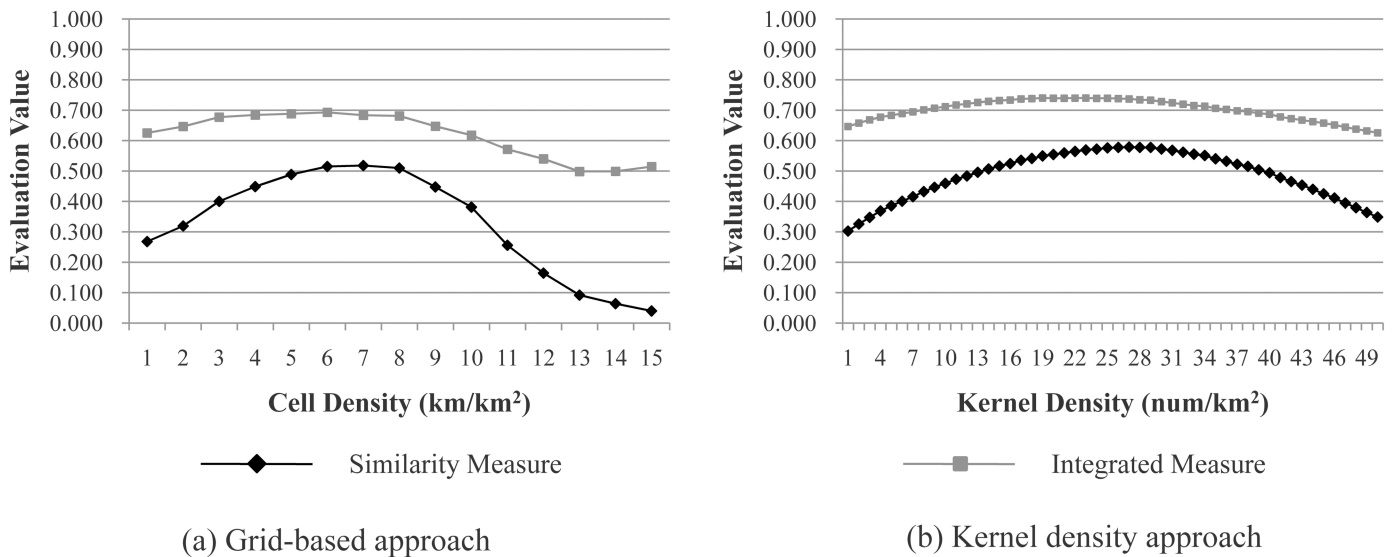 1.000
0.900
0.800
0.700
0.600
0.500
0.400
0.300
0.200
0.100
0.000
Evaluation Value
1 2 3 4 5 6 7 8 9 10 11 12 13 14 15
Cell Density (km/km²)
1.000
0.900
0.800
0.700
0.600
0.500
0.400
0.300
0.200
0.100
0.000
Evaluation Value
1 4 7 10 13 16 19 22 25 28 31 34 37 40 43 46 49
Kernel Density (num/km²)
Similarity Measure
Integrated Measure
(a) Grid-based approach
(b) Kernel density approach